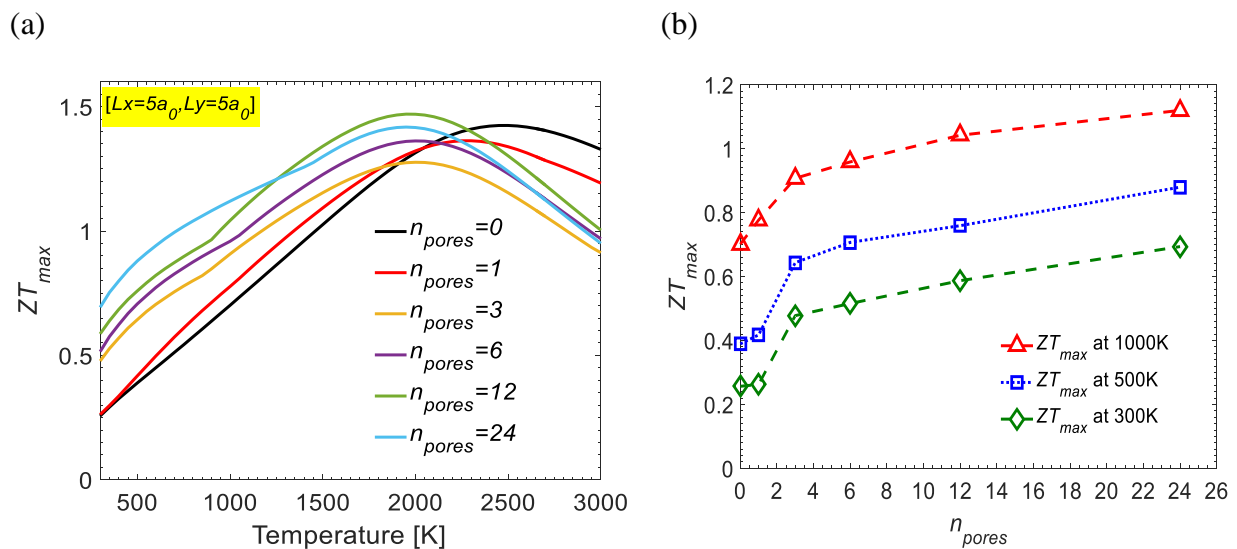 (a)
(b)
[Lx=5a0,Ly=5a0]
ZTmax
1.5
1
0.5
0
500
1000
1500
2000
2500
3000
Temperature [K]
npores=0
npores=1
npores=3
npores=6
npores=12
npores=24
ZTmax
1.2
1
0.8
0.6
0.4
0.2
0
0 2 4 6 8 10 12 14 16 18 20 22 24 26
npores
ZTmax at 1000K
ZTmax at 500K
ZTmax at 300K